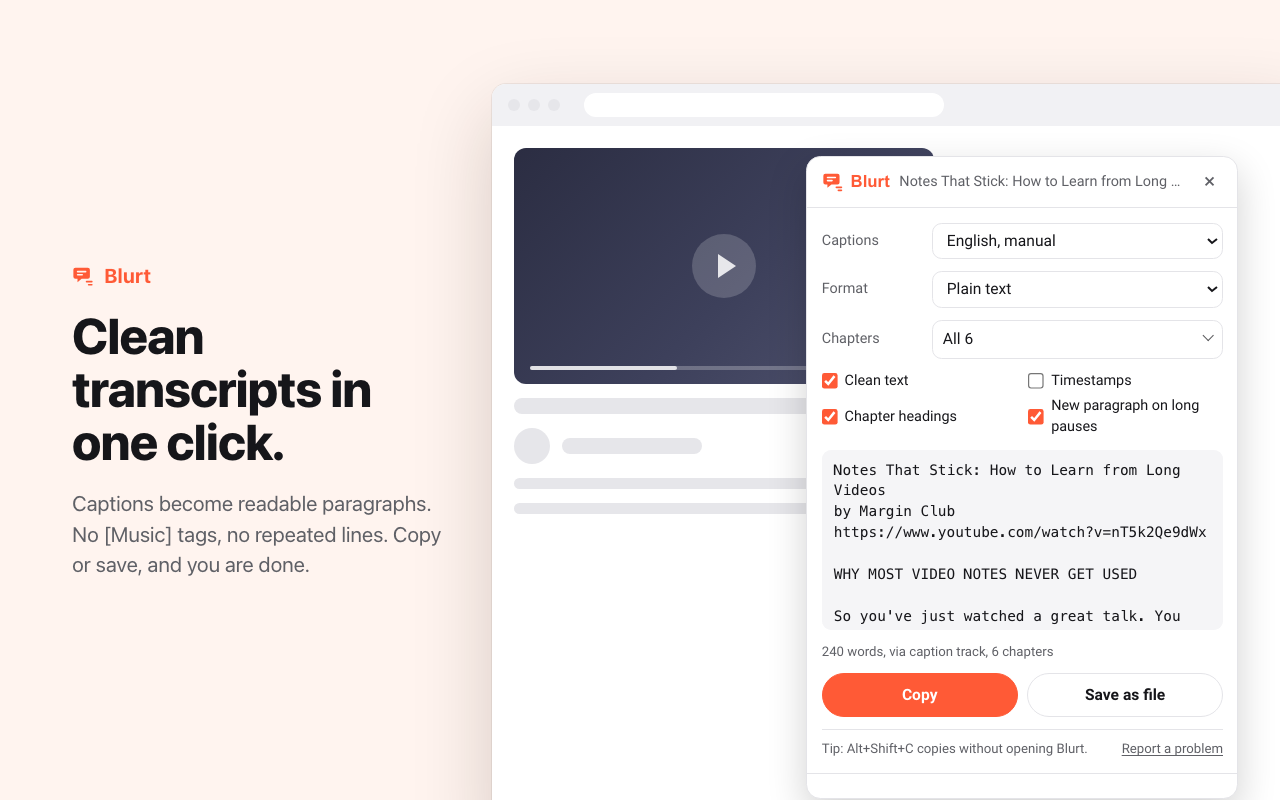 Blurt
Clean
transcripts in
one click.
Captions become readable paragraphs.
No [Music] tags, no repeated lines. Copy
or save, and you are done.
Blurt Notes That Stick: How to Learn from Long ...
Captions English, manual
Format Plain text
Chapters All 6
Clean text
Timestamps
Chapter headings
New paragraph on long
pauses
Notes That Stick: How to Learn from Long
Videos
by Margin Club
https://www.youtube.com/watch?v=nT5k2Qe9dWx
WHY MOST VIDEO NOTES NEVER GET USED
So you've just watched a great talk. You
240 words, via caption track, 6 chapters
Copy
Save as file
Tip: Alt+Shift+C copies without opening Blurt.
Report a problem